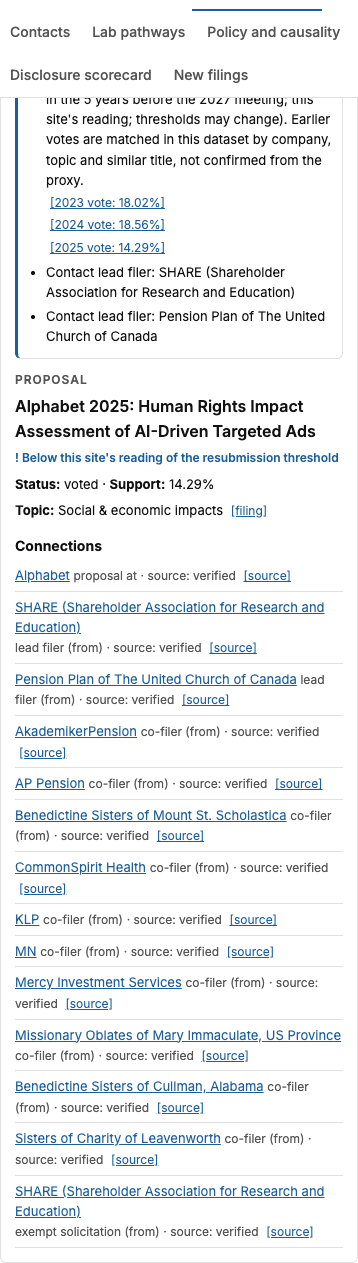 Contacts Lab pathways Policy and causality
Disclosure scorecard New filings
in the 5 years before the 2027 meeting; this
site's reading; thresholds may change). Earlier
votes are matched in this dataset by company,
topic and similar title, not confirmed from the
proxy.
[2023 vote: 18.02%]
[2024 vote: 18.56%]
[2025 vote: 14.29%]
• Contact lead filer: SHARE (Shareholder
Association for Research and Education)
• Contact lead filer: Pension Plan of The United
Church of Canada
PROPOSAL
Alphabet 2025: Human Rights Impact
Assessment of AI-Driven Targeted Ads
! Below this site's reading of the resubmission threshold
Status: voted · Support: 14.29%
Topic: Social & economic impacts [filing]
Connections
Alphabet proposal at · source: verified [source]
SHARE (Shareholder Association for Research and
Education)
lead filer (from) · source: verified [source]
Pension Plan of The United Church of Canada lead
filer (from) · source: verified [source]
AkademikerPension co-filer (from) · source: verified
[source]
AP Pension co-filer (from) · source: verified [source]
Benedictine Sisters of Mount St. Scholastica co-filer
(from) · source: verified [source]
CommonSpirit Health co-filer (from) · source: verified
[source]
KLP co-filer (from) · source: verified [source]
MN co-filer (from) · source: verified [source]
Mercy Investment Services co-filer (from) · source:
verified [source]
Missionary Oblates of Mary Immaculate, US Province
co-filer (from) · source: verified [source]
Benedictine Sisters of Cullman, Alabama co-filer
(from) · source: verified [source]
Sisters of Charity of Leavenworth co-filer (from) ·
source: verified [source]
SHARE (Shareholder Association for Research and
Education)
exempt solicitation (from) · source: verified [source]